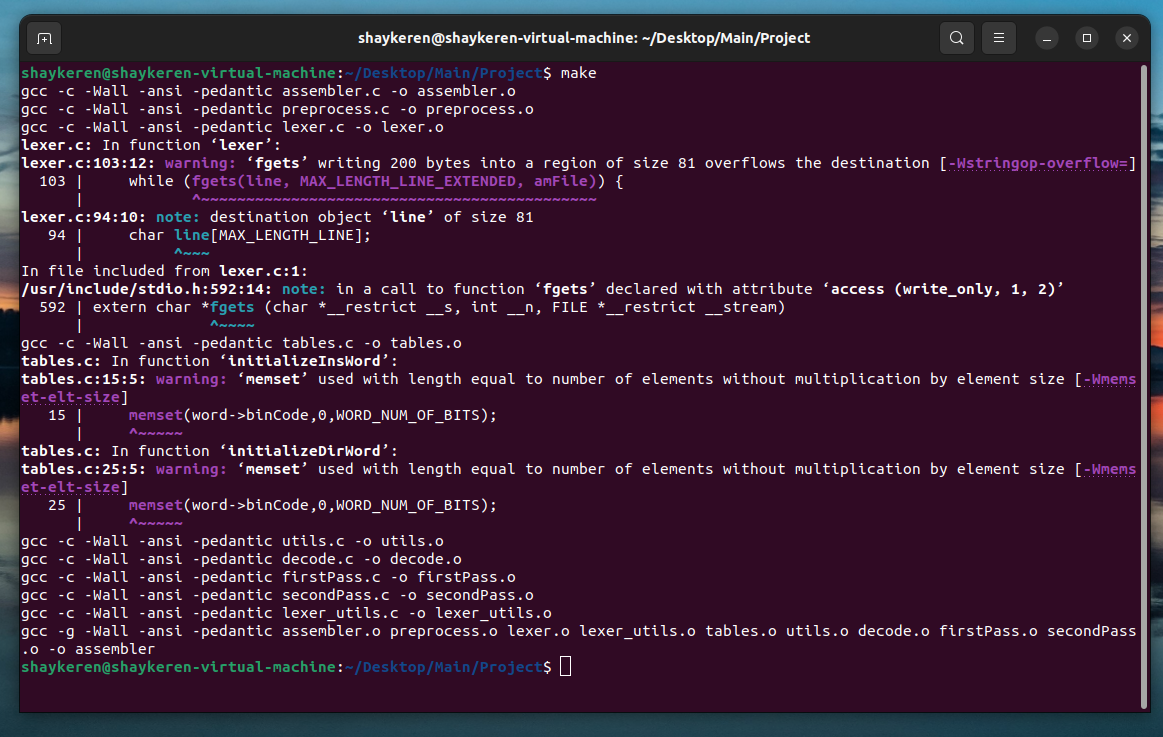 shaykeren@shaykeren-virtual-machine: ~/Desktop/Main/Project
shaykeren@shaykeren-virtual-machine:~/Desktop/Main/Project$ make
gcc -c -Wall -ansi -pedantic assembler.c -o assembler.o
gcc -c -Wall -ansi -pedantic preprocess.c -o preprocess.o
gcc -c -Wall -ansi -pedantic lexer.c -o lexer.o
lexer.c: In function ‘lexer’:
lexer.c:103:12: warning: ‘fgets’ writing 200 bytes into a region of size 81 overflows the destination [-Wstringop-overflow=]
  103 |     while (fgets(line, MAX_LENGTH_LINE_EXTENDED, amFile)) {
      |            ^~~~~~~~~~~~~~~~~~~~~~~~~~~~~~~~~~~~~~~~~~~~
lexer.c:94:10: note: destination object ‘line’ of size 81
   94 |     char line[MAX_LENGTH_LINE];
      |          ^~~~
In file included from lexer.c:1:
/usr/include/stdio.h:592:14: note: in a call to function ‘fgets’ declared with attribute ‘access (write_only, 1, 2)’
  592 | extern char *fgets (char *__restrict __s, int __n, FILE *__restrict __stream)
      |              ^~~~~
gcc -c -Wall -ansi -pedantic tables.c -o tables.o
tables.c: In function ‘initializeInsWord’:
tables.c:15:5: warning: ‘memset’ used with length equal to number of elements without multiplication by element size [-Wmems
et-elt-size]
   15 |     memset(word->binCode,0,WORD_NUM_OF_BITS);
      |     ^~~~~~
tables.c: In function ‘initializeDirWord’:
tables.c:25:5: warning: ‘memset’ used with length equal to number of elements without multiplication by element size [-Wmems
et-elt-size]
   25 |     memset(word->binCode,0,WORD_NUM_OF_BITS);
      |     ^~~~~~
gcc -c -Wall -ansi -pedantic utils.c -o utils.o
gcc -c -Wall -ansi -pedantic decode.c -o decode.o
gcc -c -Wall -ansi -pedantic firstPass.c -o firstPass.o
gcc -c -Wall -ansi -pedantic secondPass.c -o secondPass.o
gcc -c -Wall -ansi -pedantic lexer_utils.c -o lexer_utils.o
gcc -g -Wall -ansi -pedantic assembler.o preprocess.o lexer.o lexer_utils.o tables.o utils.o decode.o firstPass.o secondPass
.o -o assembler
shaykeren@shaykeren-virtual-machine:~/Desktop/Main/Project$